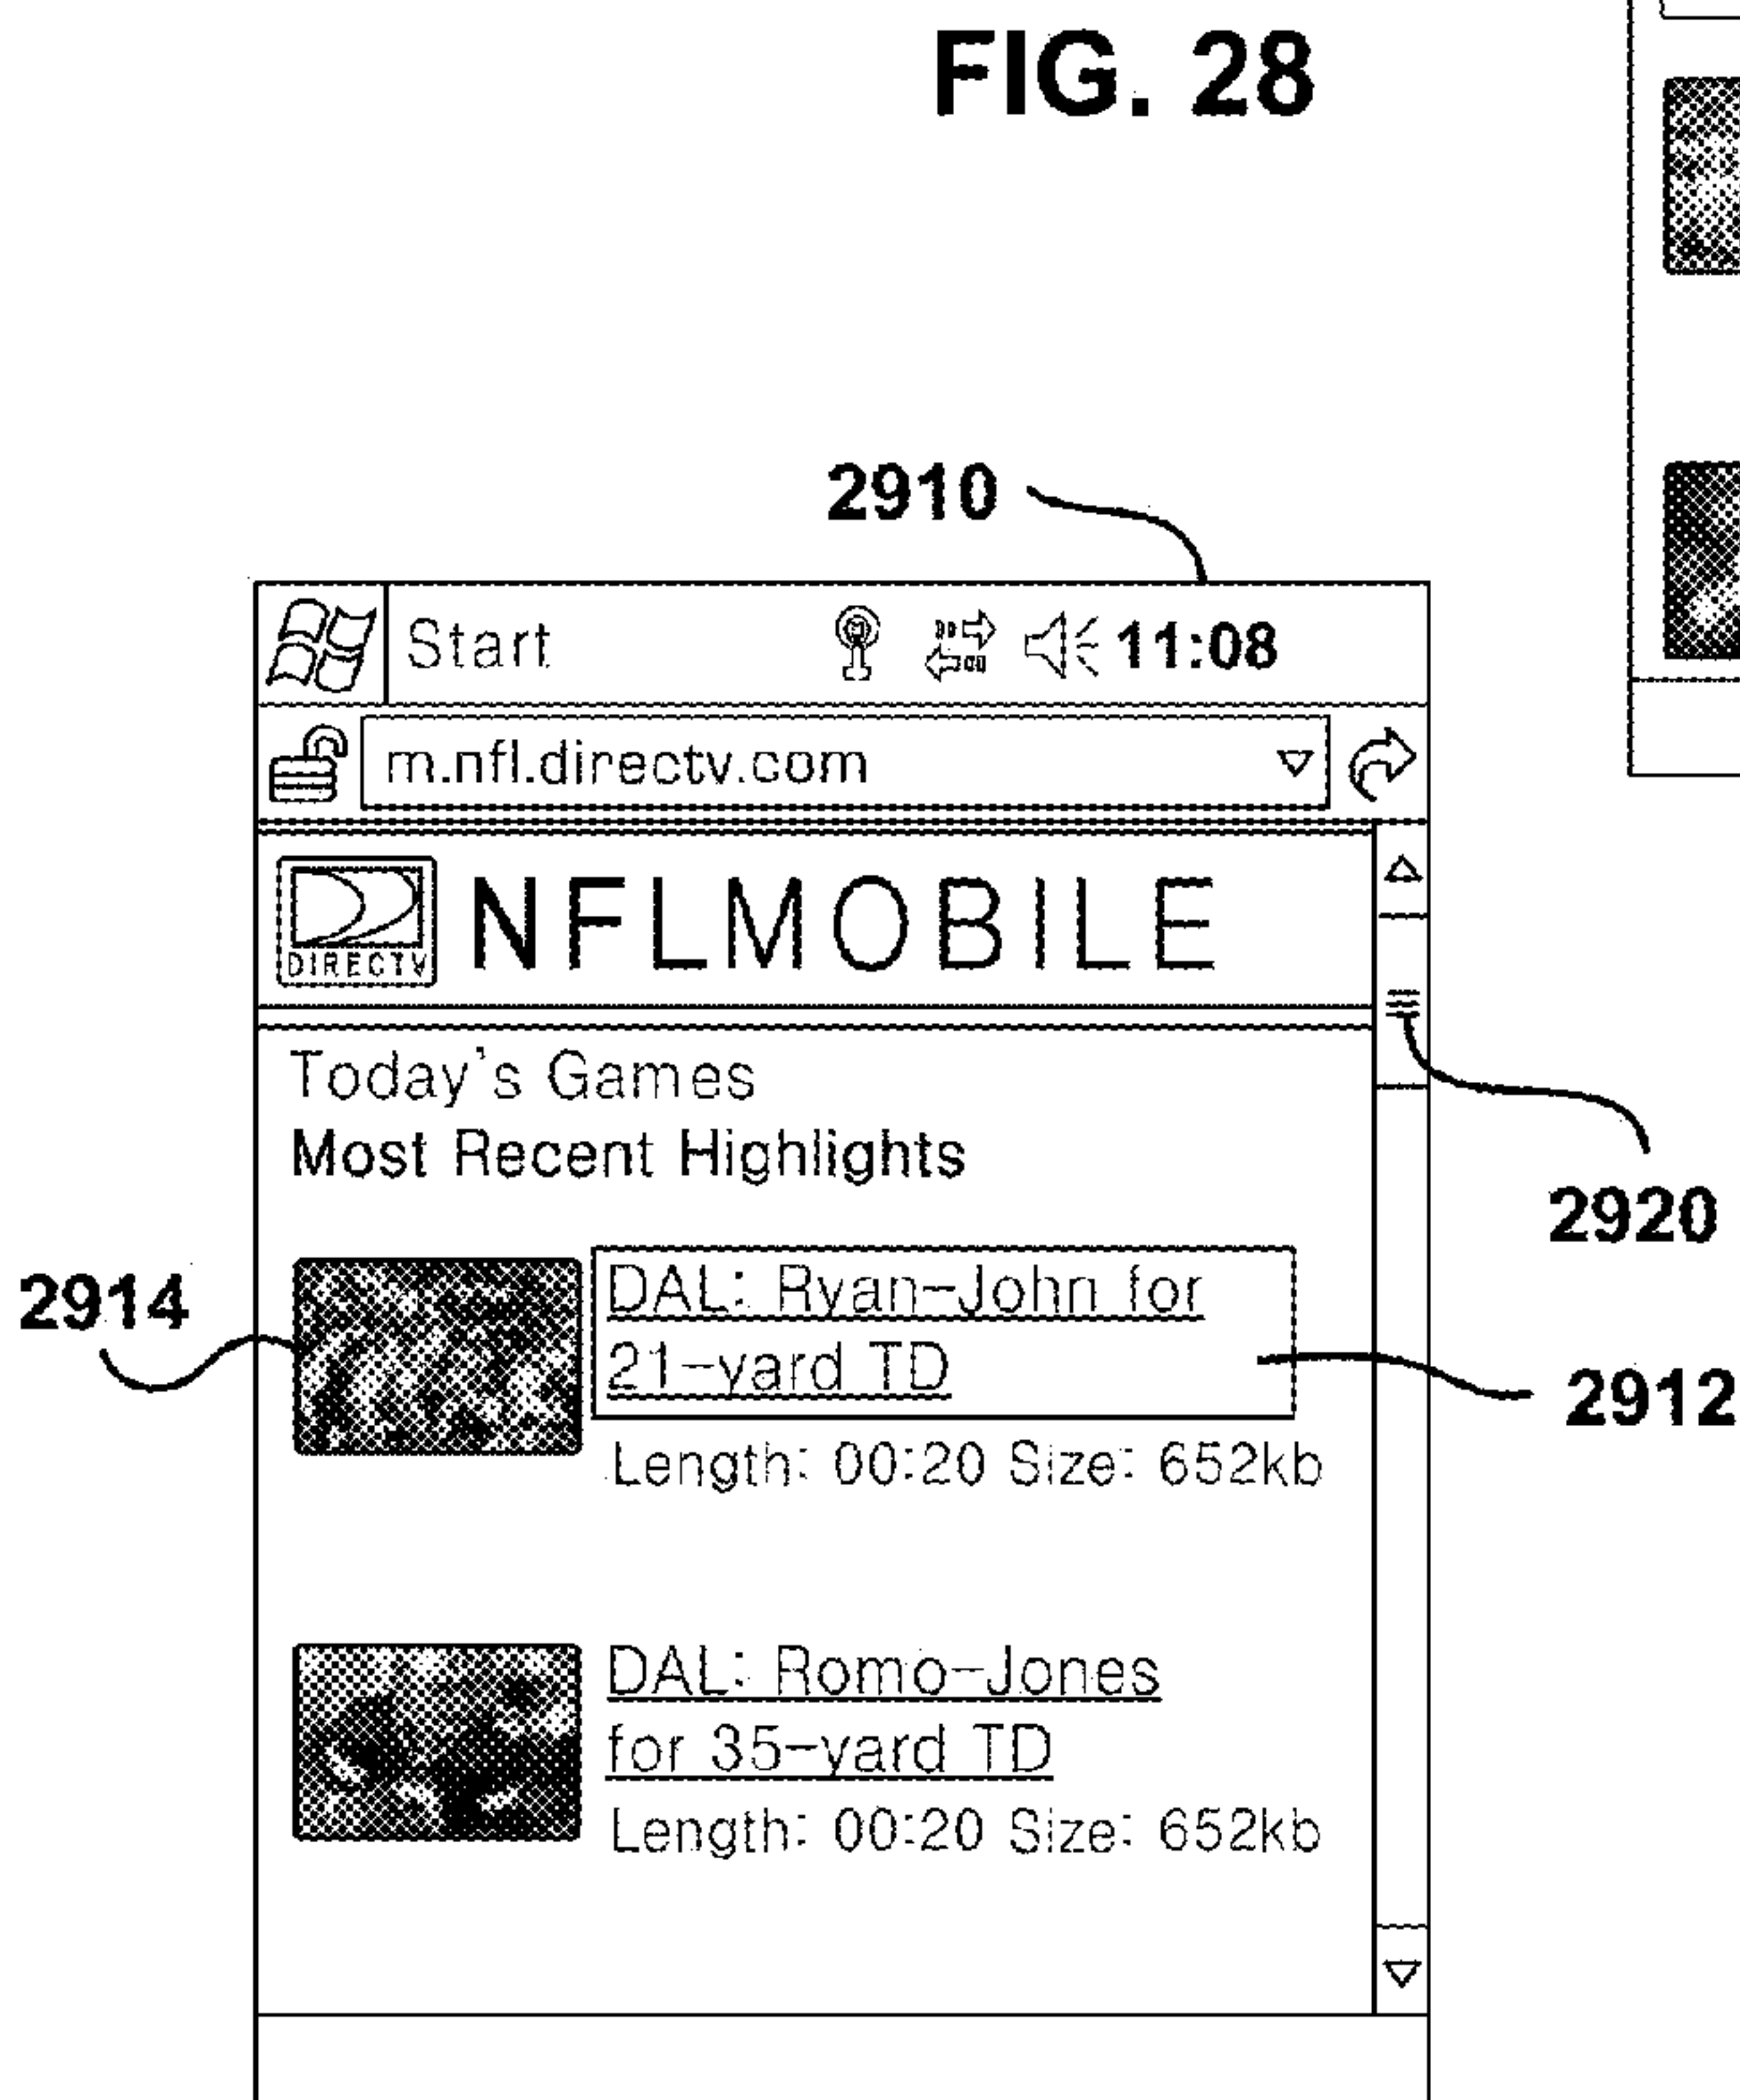 FIG. 28
2910
Start 11:08
m.nfl.directv.com
DIRECTV
NFLMOBILE
Today's Games
Most Recent Highlights
2920
2914
DAL: Ryan-John for
21-yard TD
2912
Length: 00:20 Size: 652kb
DAL: Romo-Jones
for 35-yard TD
Length: 00:20 Size: 652kb